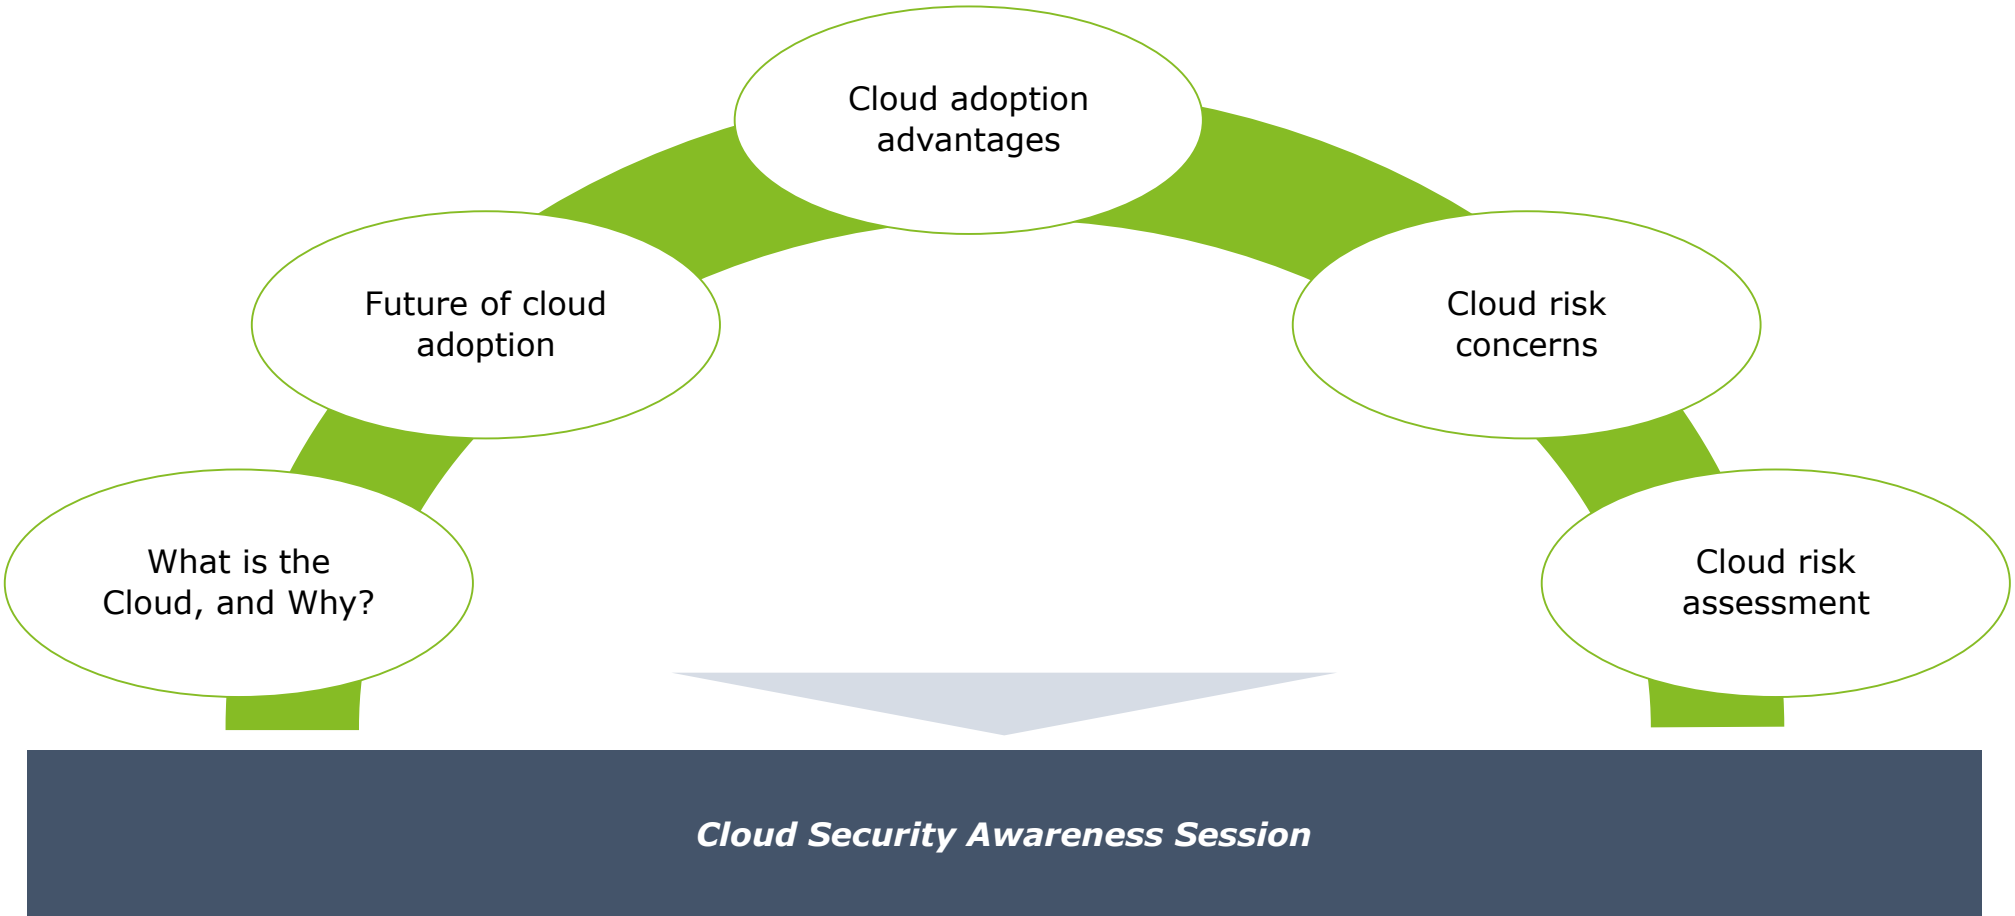 Cloud adoption
advantages
Future of cloud
adoption
Cloud risk
concerns
What is the
Cloud, and Why?
Cloud risk
assessment
Cloud Security Awareness Session